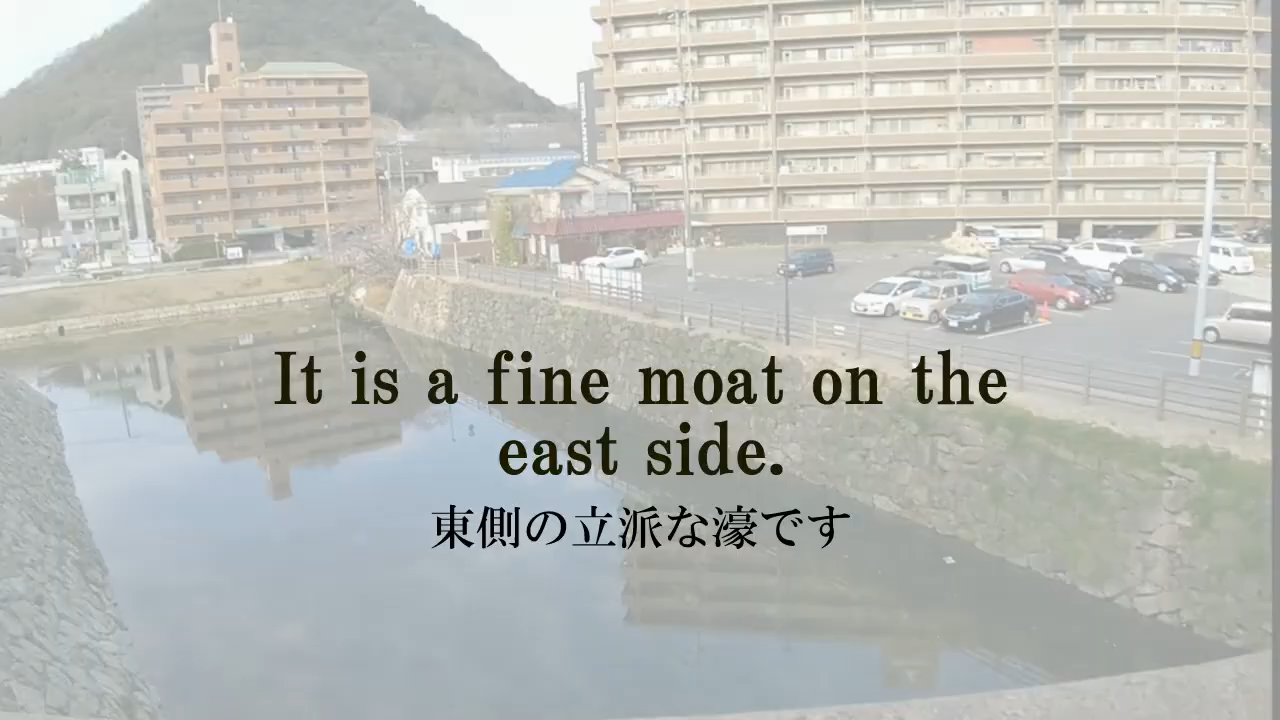 It is a fine moat on the
east side.
東側の立派な濠です